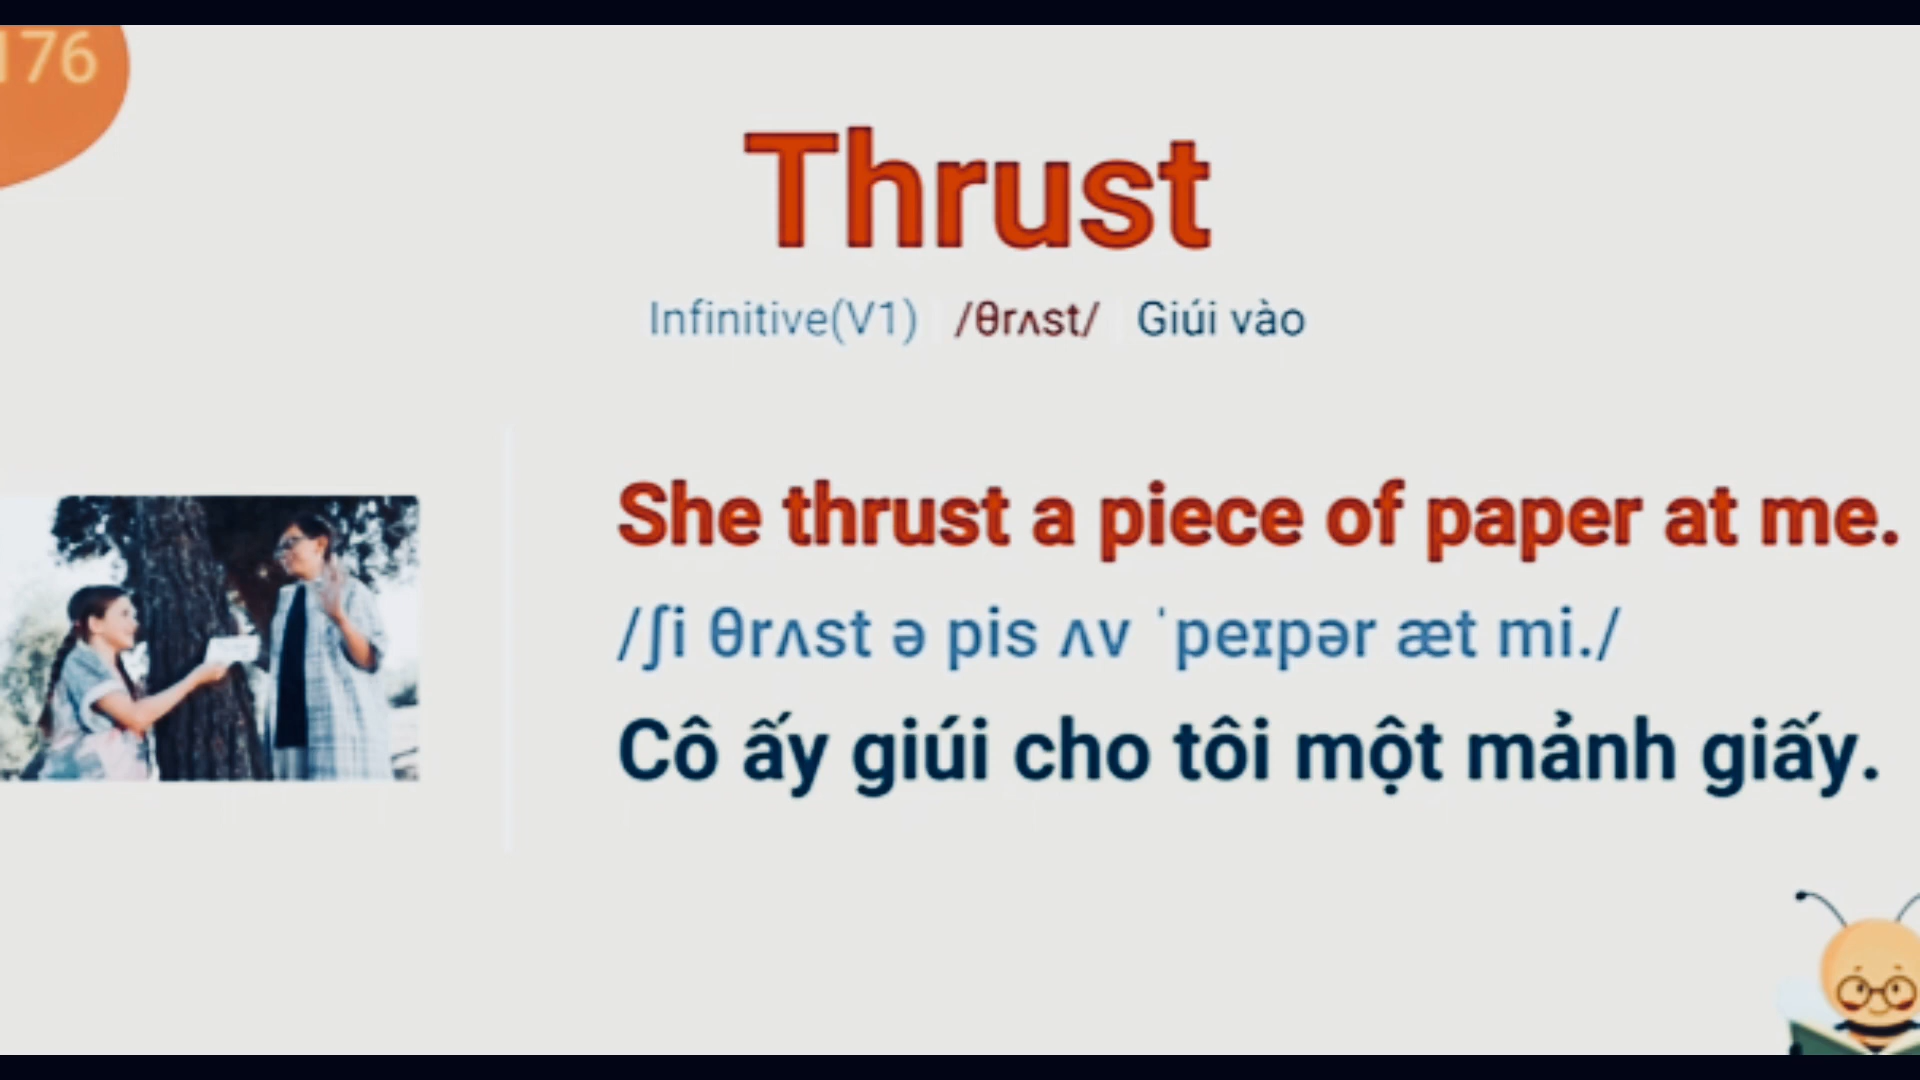 176
Thrust
Infinitive(V1) /θrʌst/ Giúi vào
She thrust a piece of paper at me.
/ʃi θrʌst ə pis ʌv ˈpeɪpər æt mi./
Cô ấy giúi cho tôi một mảnh giấy.